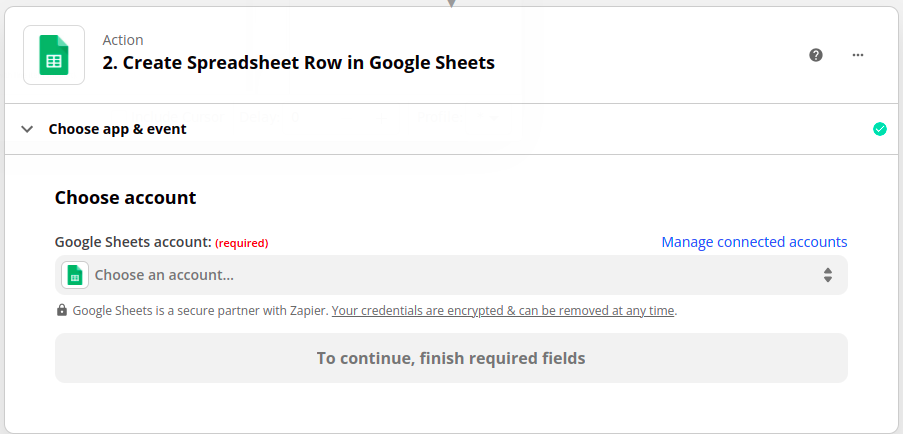 Action
2. Create Spreadsheet Row in Google Sheets
Choose app & event
Choose account
Google Sheets account: (required)
Manage connected accounts
Choose an account...
Google Sheets is a secure partner with Zapier. Your credentials are encrypted & can be removed at any time.
To continue, finish required fields